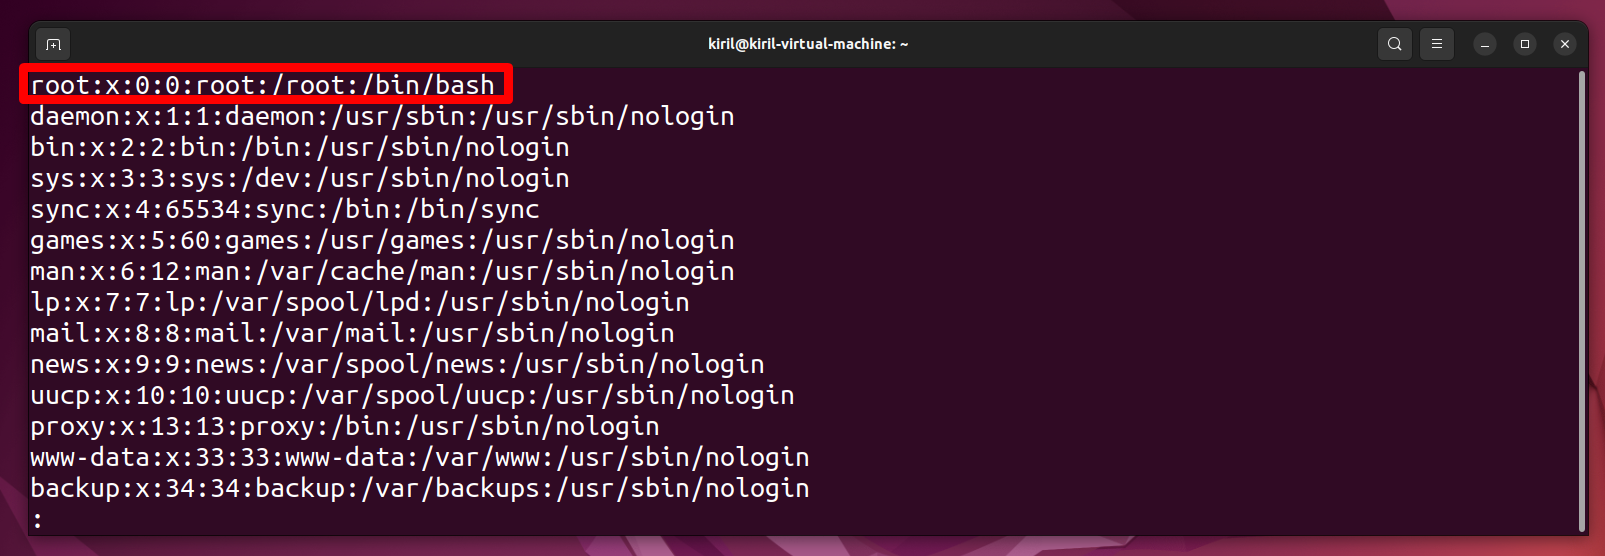 kiril@kiril-virtual-machine: ~
root:x:0:0:root:/root:/bin/bash
daemon:x:1:1:daemon:/usr/sbin:/usr/sbin/nologin
bin:x:2:2:bin:/bin:/usr/sbin/nologin
sys:x:3:3:sys:/dev:/usr/sbin/nologin
sync:x:4:65534:sync:/bin:/bin/sync
games:x:5:60:games:/usr/games:/usr/sbin/nologin
man:x:6:12:man:/var/cache/man:/usr/sbin/nologin
lp:x:7:7:lp:/var/spool/lpd:/usr/sbin/nologin
mail:x:8:8:mail:/var/mail:/usr/sbin/nologin
news:x:9:9:news:/var/spool/news:/usr/sbin/nologin
uucp:x:10:10:uucp:/var/spool/uucp:/usr/sbin/nologin
proxy:x:13:13:proxy:/bin:/usr/sbin/nologin
www-data:x:33:33:www-data:/var/www:/usr/sbin/nologin
backup:x:34:34:backup:/var/backups:/usr/sbin/nologin
: